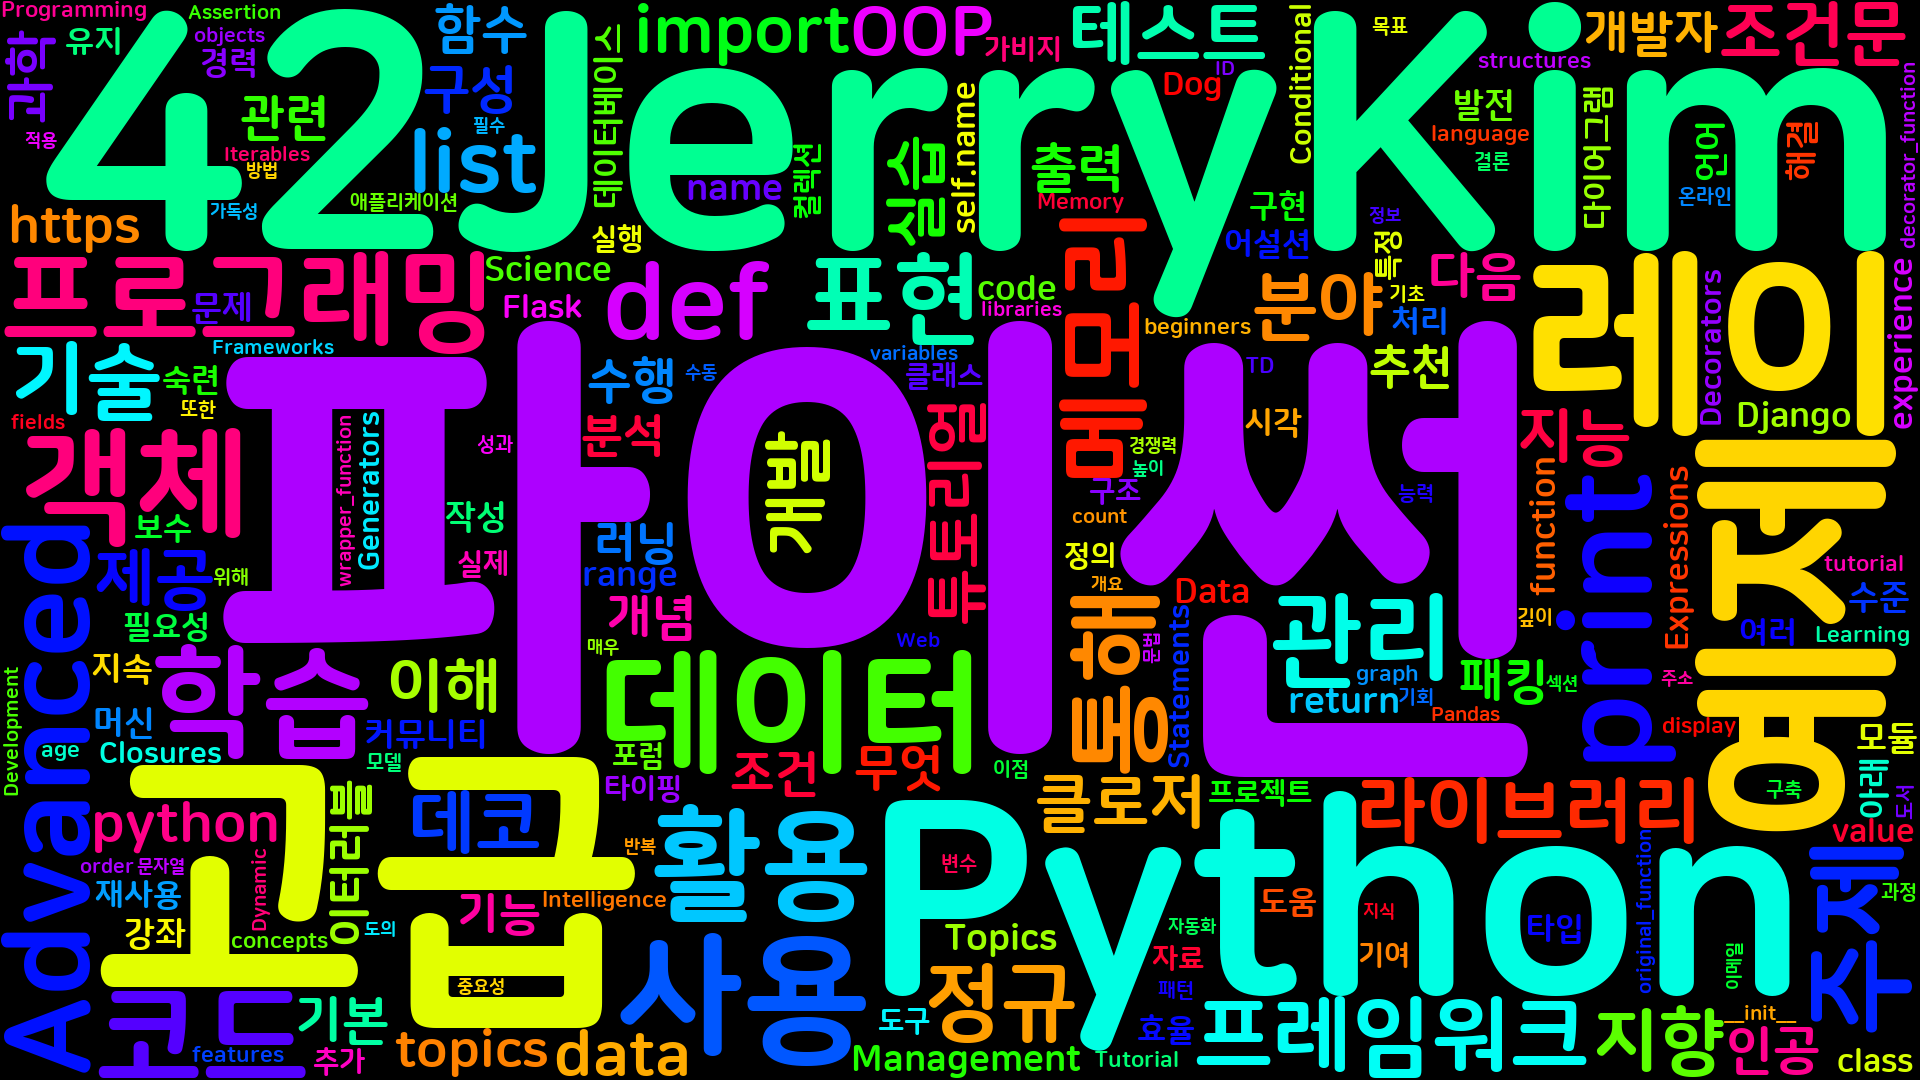 Programming
Assertion
objects
유지
경력
과학
42JerryKim
함수
구성
데이터베이스
import
OOP
가비지
테스트
Conditional
목표
개발자
조건문
structures
ID
Dog
관련
Iterables
방법
적용
list
필수
name
컬렉션
실습
self.name
출력
Memory
구현
발전
language
결론
다이어그램
언어
해결
온라인
decorator_function
https
가독성
애플리케이션
실행
어설션
정보
특정
프로그래밍
문제
Science
Flask
def
표현
code
libraries
메모리
분야
beginners
기초
처리
다음
레이
Decorators
experience
기술
Frameworks
숙련
또한
fields
파이썬
수행
수동
variables
클래스
TD
추천
Django
객체
wrapper_function
Generators
성과
분석
개발
튜토리얼
경쟁력
높이
시각
지능
function
print
Expressions
예제
보수
작성
러닝
구조
count
능력
Advanced
제공
위해
실제
range
정의
개요
Data
tutorial
수준
필요성
개념
매우
Web
통해
문법
Statements
관리
깊이
여러
Learning
지속
학습
이해
데이터
graph
return
기회
패킹
섹션
주소
Pandas
display
모듈
Development
머신
age
Closures
커뮤니티
모델
포럼
타이핑
조건
무엇
이점
클로저
프로젝트
라이브러리
구축
아래
도서
value
고급
python
이터러블
데코
반복
활용
Python
변수
order
문자열
재사용
Dynamic
기능
Intelligence
도움
지식
주제
과정
강좌
concepts
도의
Topics
자동화
기여
타입
original_function
이메일
중요성
사용
정규
자료
패턴
코드
기본
features
추가
topics
data
도구
Management
효율
Tutorial
프레임워크
지향
__init__
인공
class